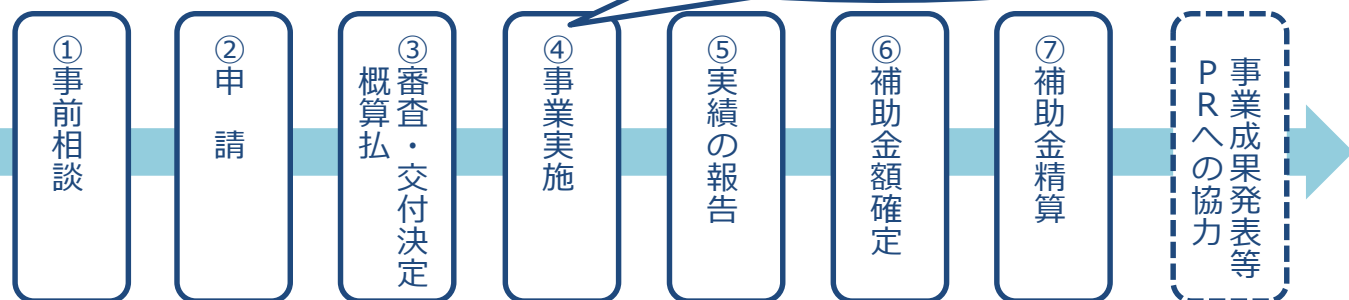 ①事前相談
②申　請
③審査・交付決定
概算払
④事業実施
⑤実績の報告
⑥補助金額確定
⑦補助金精算
事業成果発表等
ＰＲへの協力